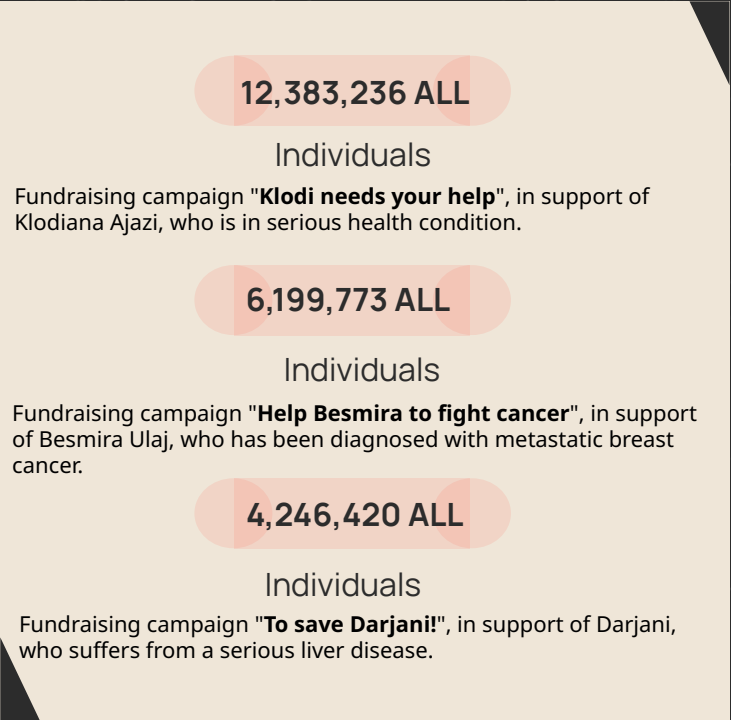 12,383,236 ALL
Individuals
Fundraising campaign "Klodi needs your help", in support of
Klodiana Ajazi, who is in serious health condition.
6,199,773 ALL
Individuals
Fundraising campaign "Help Besmira to fight cancer", in support
of Besmira Ulaj, who has been diagnosed with metastatic breast
cancer.
4,246,420 ALL
Individuals
Fundraising campaign "To save Darjani!", in support of Darjani,
who suffers from a serious liver disease.